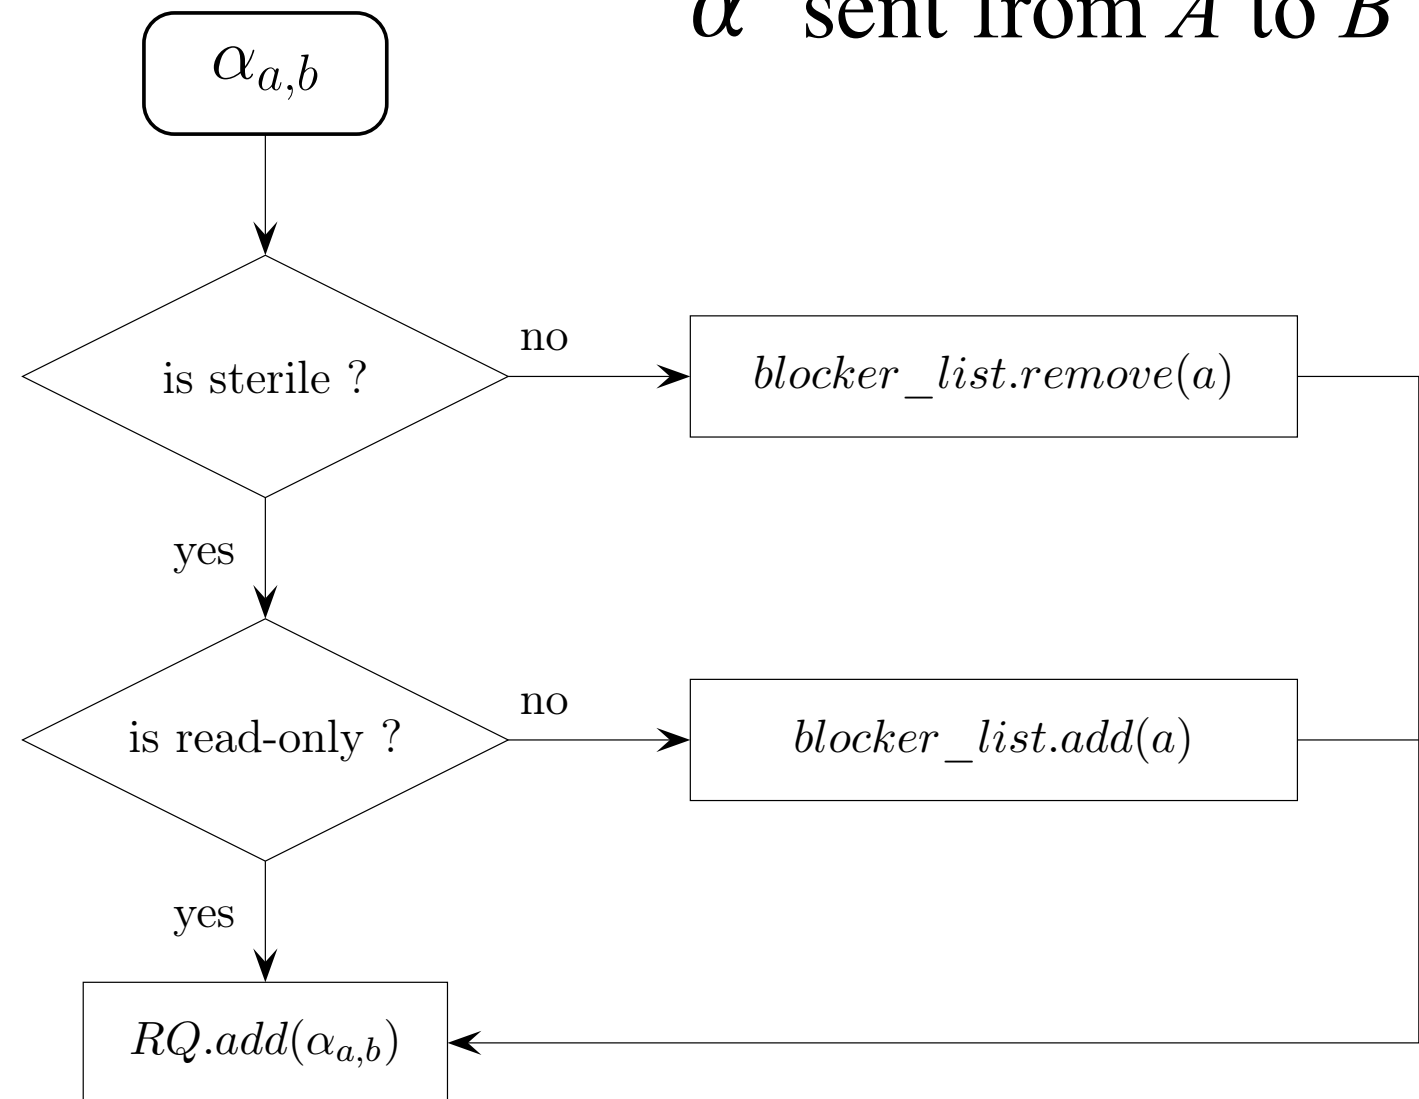 α sent from A to B
α_{a,b}
is sterile ?
no
blocker_list.remove(a)
yes
is read-only ?
no
blocker_list.add(a)
yes
RQ.add(α_{a,b})